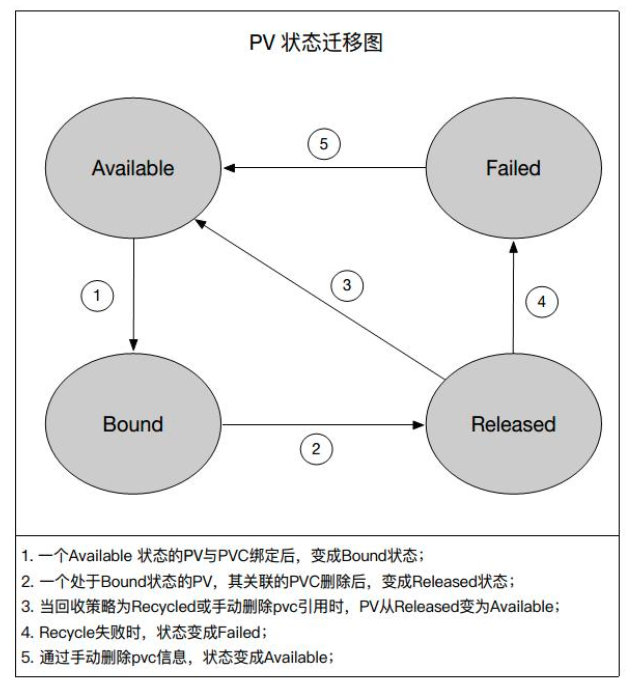 PV 状态迁移图
Available
Failed
5
3
1
4
Bound
Released
2
1. 一个Available 状态的PV与PVC绑定后，变成Bound状态；
2. 一个处于Bound状态的PV，其关联的PVC删除后，变成Released状态；
3. 当回收策略为Recycled或手动删除pvc引用时，PV从Released变为Available；
4. Recycle失败时，状态变成Failed；
5. 通过手动删除pvc信息，状态变成Available；